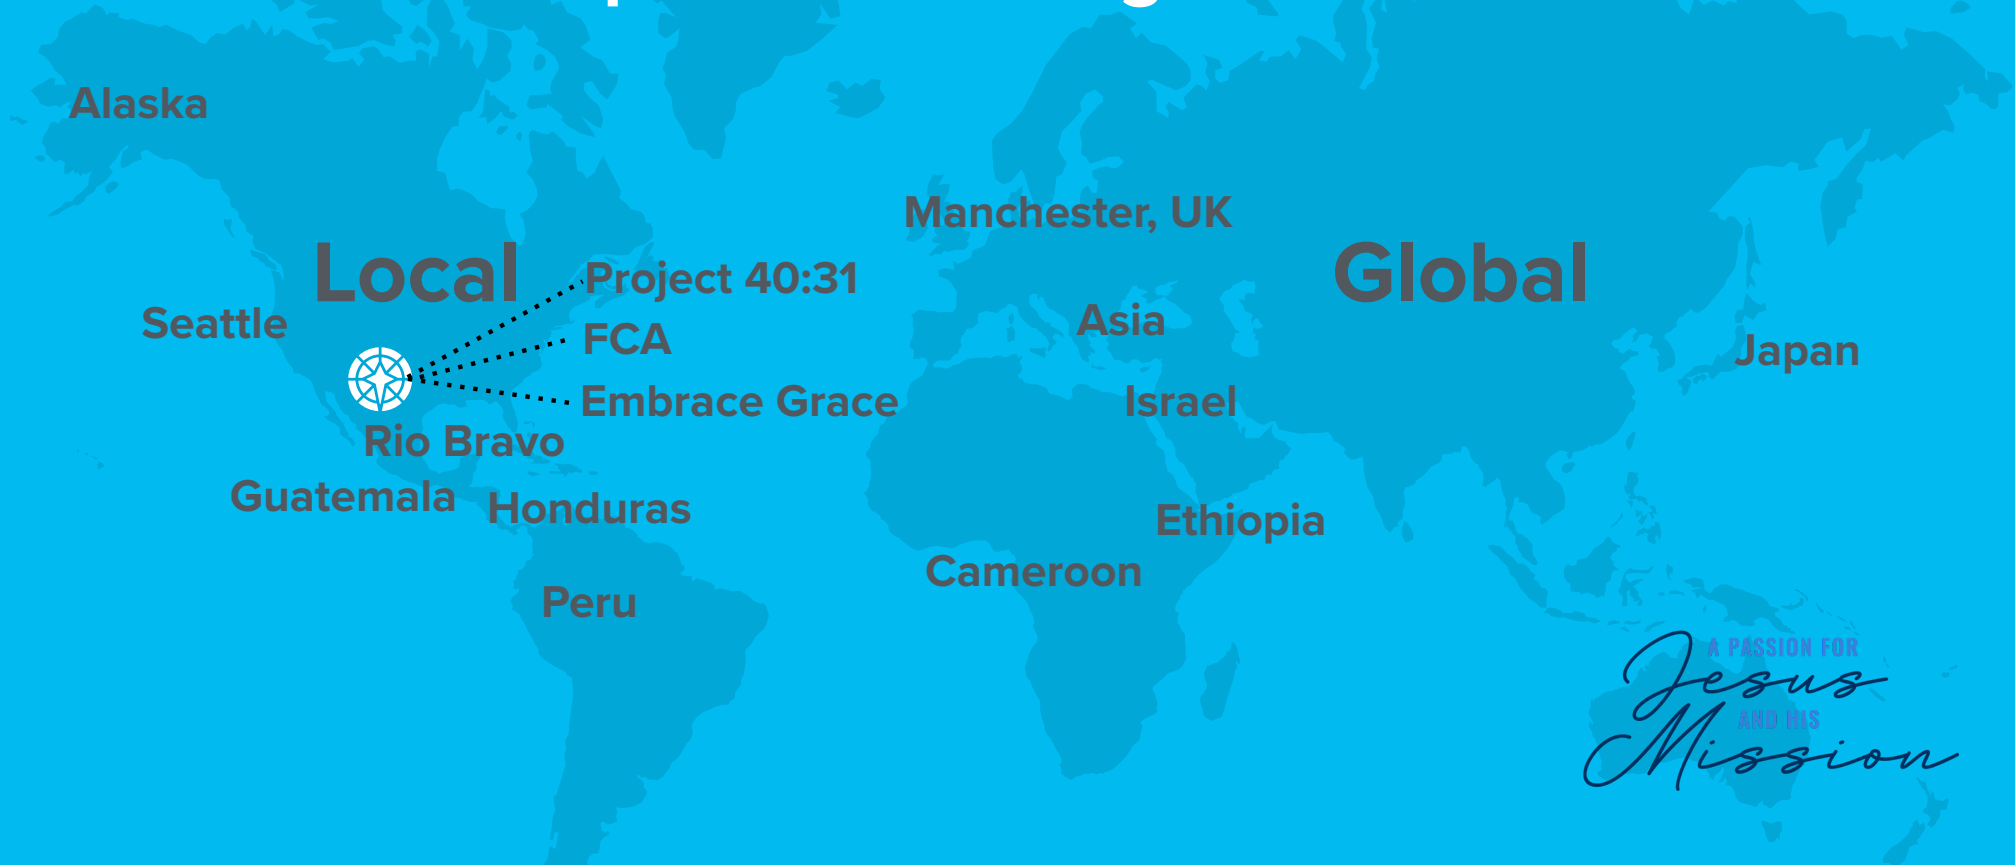 Alaska
Manchester, UK
Local
Global
Project 40:31
Seattle
Asia
FCA
Japan
Embrace Grace
Israel
Rio Bravo
Guatemala
Honduras
Ethiopia
Cameroon
Peru
A PASSION FOR
Jesus
AND HIS
Mission